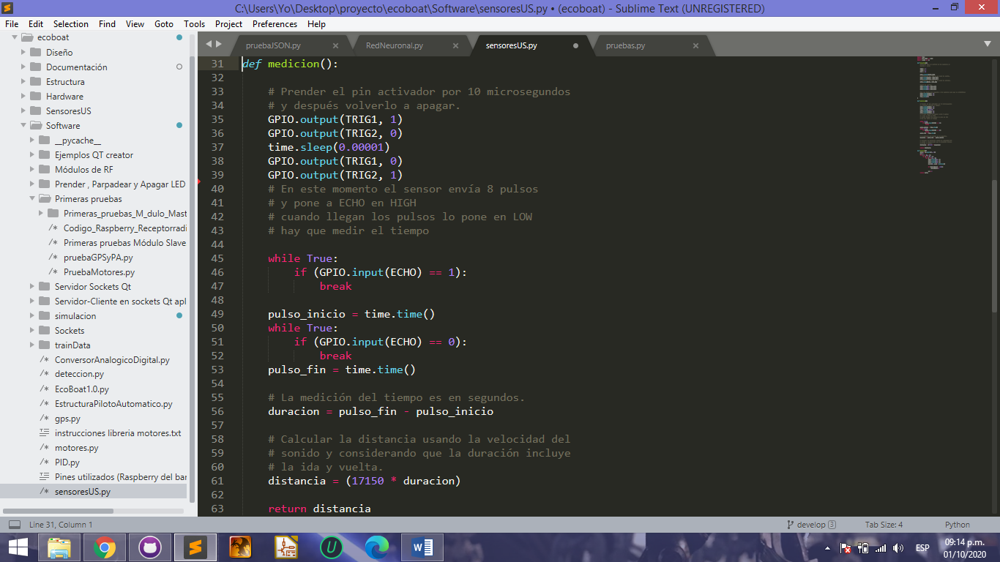 C:\Users\Yo\Desktop\proyecto\ecoboat\Software\sensoresUS.py • (ecoboat) - Sublime Text (UNREGISTERED)
File Edit Selection Find View Goto Tools Project Preferences Help
ecoboat
Diseño
Documentación
Estructura
Hardware
SensoresUS
Software
__pycache__
Ejemplos QT creator
Módulos de RF
Prender , Parpadear y Apagar LED
Primeras pruebas
Primeras_pruebas_M_dulo_Mast
Codigo_Raspberry_Receptorradi
Primeras pruebas Módulo Slave
pruebaGPSyPA.py
PruebaMotores.py
Servidor Sockets Qt
Servidor-Cliente en sockets Qt apl
simulacion
Sockets
trainData
ConversorAnalogicoDigital.py
deteccion.py
EcoBoat1.0.py
EstructuraPilotoAutomatico.py
gps.py
instrucciones libreria motores.txt
motores.py
PID.py
Pines utilizados (Raspberry del bar
sensoresUS.py
pruebaJSON.py RedNeuronal.py sensoresUS.py pruebas.py
31 def medicion():
32
33 # Prender el pin activador por 10 microsegundos
34 # y después volverlo a apagar.
35 GPIO.output(TRIG1, 1)
36 GPIO.output(TRIG2, 0)
37 time.sleep(0.00001)
38 GPIO.output(TRIG1, 0)
39 GPIO.output(TRIG2, 1)
40 # En este momento el sensor envía 8 pulsos
41 # y pone a ECHO en HIGH
42 # cuando llegan los pulsos lo pone en LOW
43 # hay que medir el tiempo
44
45 while True:
46 if (GPIO.input(ECHO) == 1):
47 break
48
49 pulso_inicio = time.time()
50 while True:
51 if (GPIO.input(ECHO) == 0):
52 break
53 pulso_fin = time.time()
54
55 # La medición del tiempo es en segundos.
56 duracion = pulso_fin - pulso_inicio
57
58 # Calcular la distancia usando la velocidad del
59 # sonido y considerando que la duración incluye
60 # la ida y vuelta.
61 distancia = (17150 * duracion)
62
63 return distancia
Line 31, Column 1 develop 3 Tab Size: 4 Python
ESP 09:14 p.m.
01/10/2020